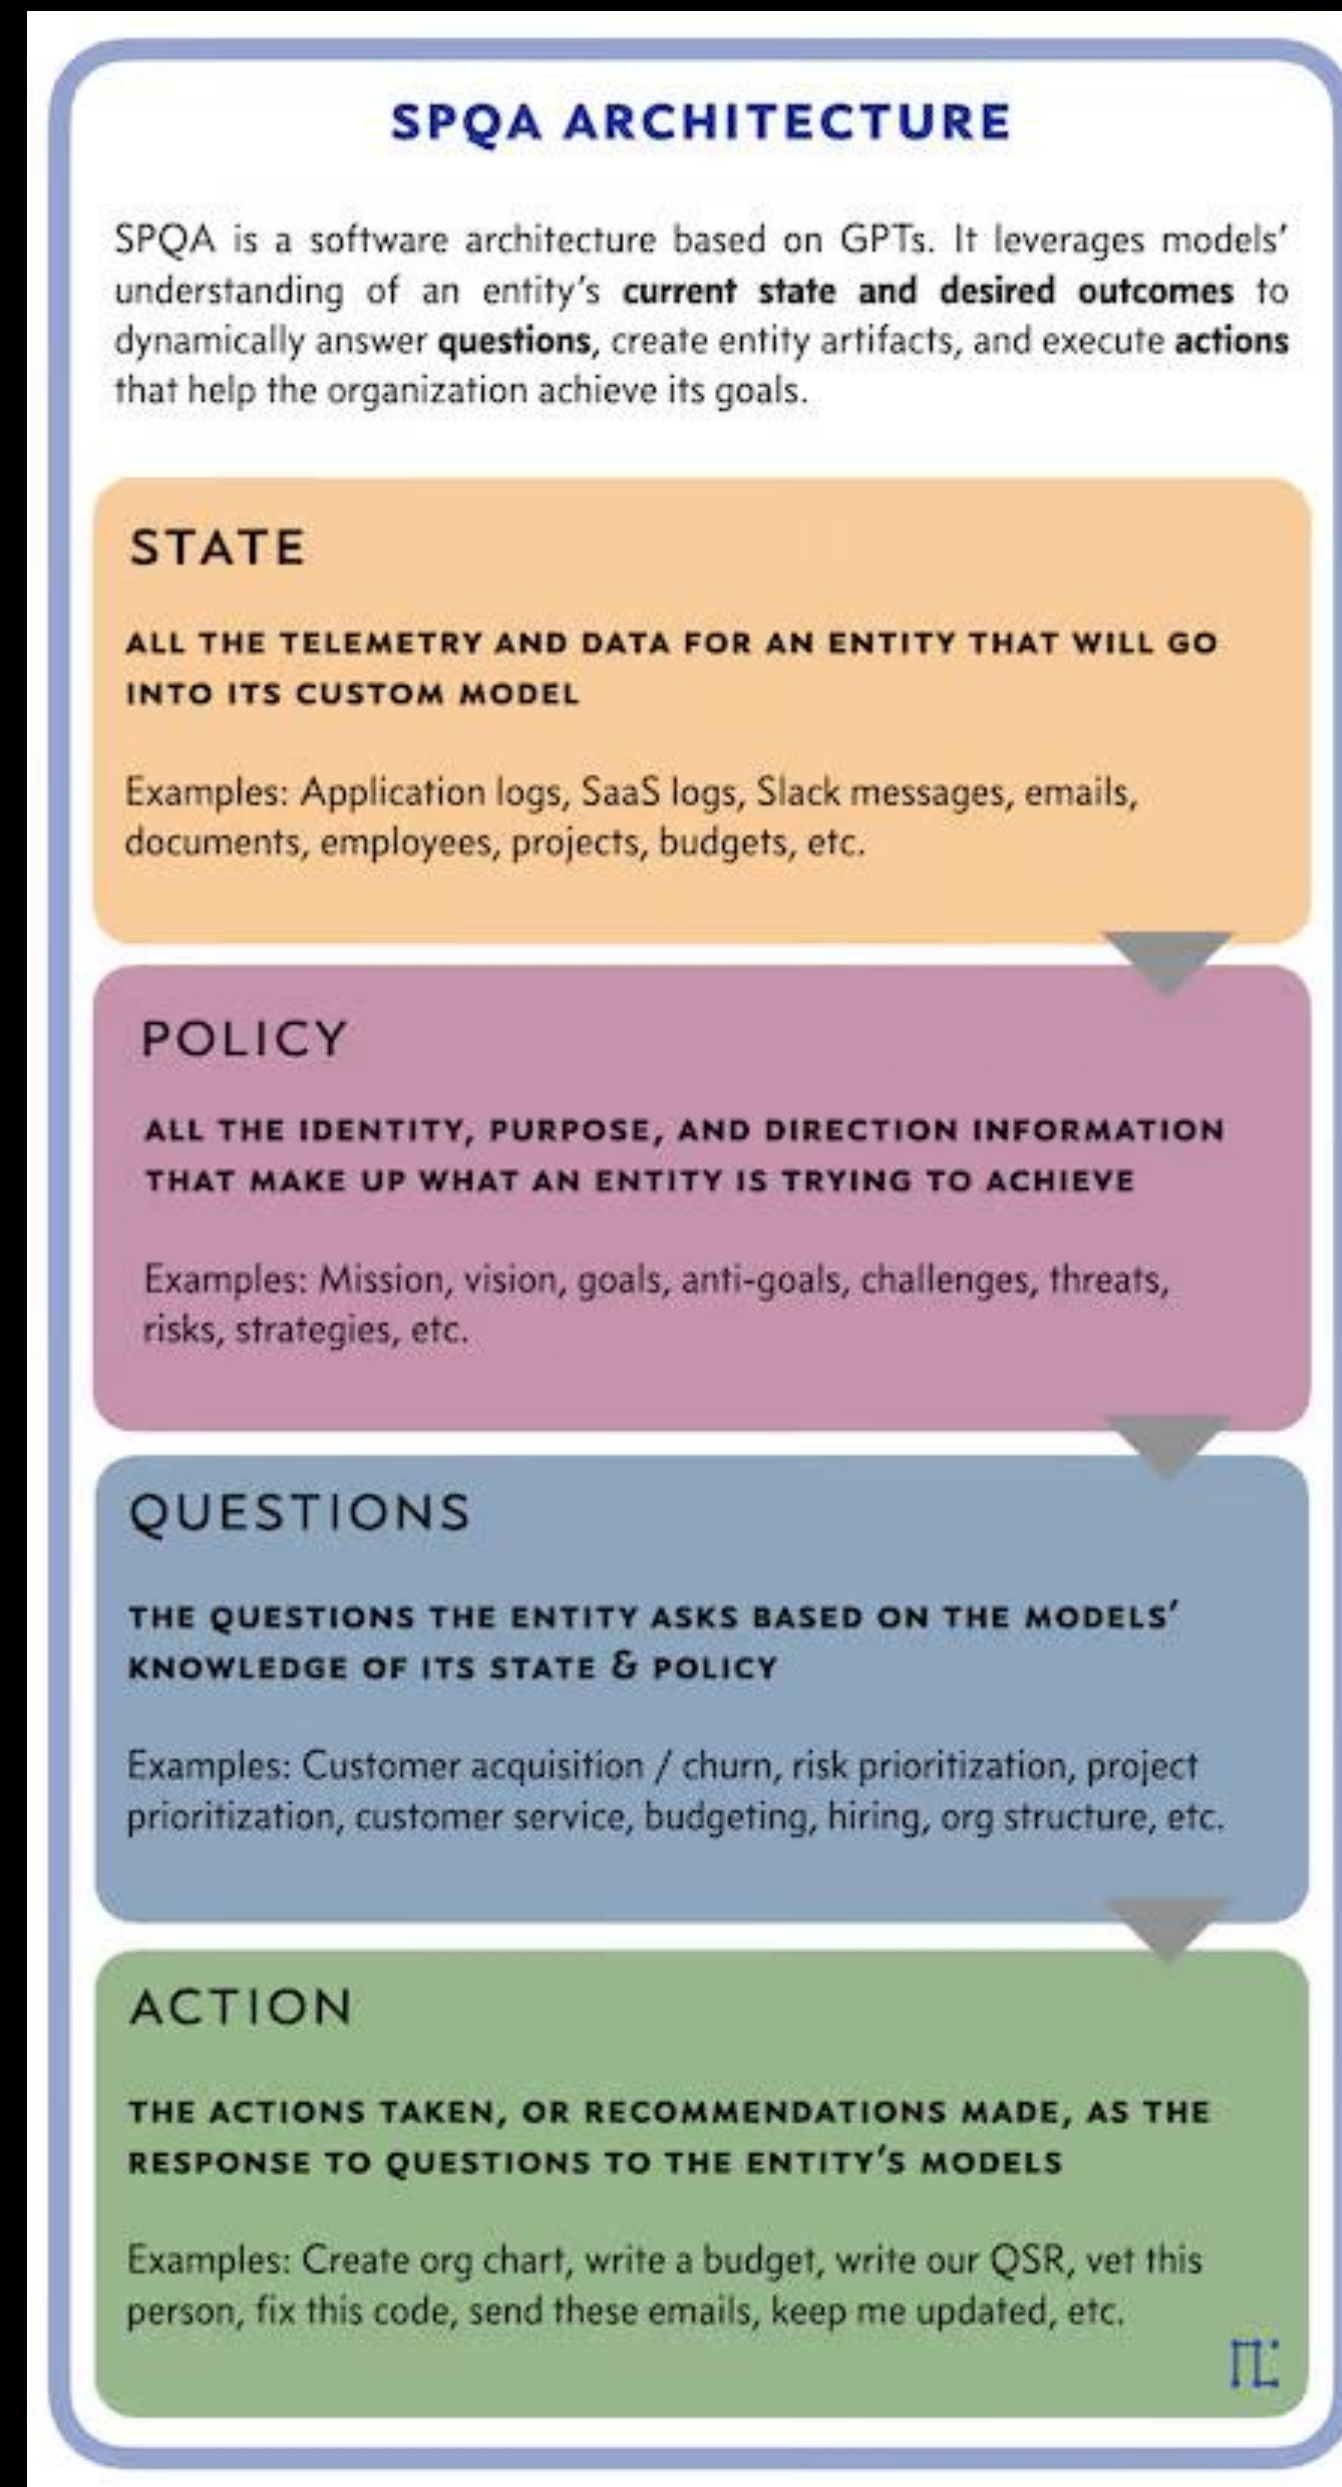 SPQA ARCHITECTURE
SPQA is a software architecture based on GPTs. It leverages models’
understanding of an entity’s current state and desired outcomes to
dynamically answer questions, create entity artifacts, and execute actions
that help the organization achieve its goals.
STATE
ALL THE TELEMETRY AND DATA FOR AN ENTITY THAT WILL GO
INTO ITS CUSTOM MODEL
Examples: Application logs, SaaS logs, Slack messages, emails,
documents, employees, projects, budgets, etc.
POLICY
ALL THE IDENTITY, PURPOSE, AND DIRECTION INFORMATION
THAT MAKE UP WHAT AN ENTITY IS TRYING TO ACHIEVE
Examples: Mission, vision, goals, anti-goals, challenges, threats,
risks, strategies, etc.
QUESTIONS
THE QUESTIONS THE ENTITY ASKS BASED ON THE MODELS’
KNOWLEDGE OF ITS STATE & POLICY
Examples: Customer acquisition / churn, risk prioritization, project
prioritization, customer service, budgeting, hiring, org structure, etc.
ACTION
THE ACTIONS TAKEN, OR RECOMMENDATIONS MADE, AS THE
RESPONSE TO QUESTIONS TO THE ENTITY’S MODELS
Examples: Create org chart, write a budget, write our QSR, vet this
person, fix this code, send these emails, keep me updated, etc.